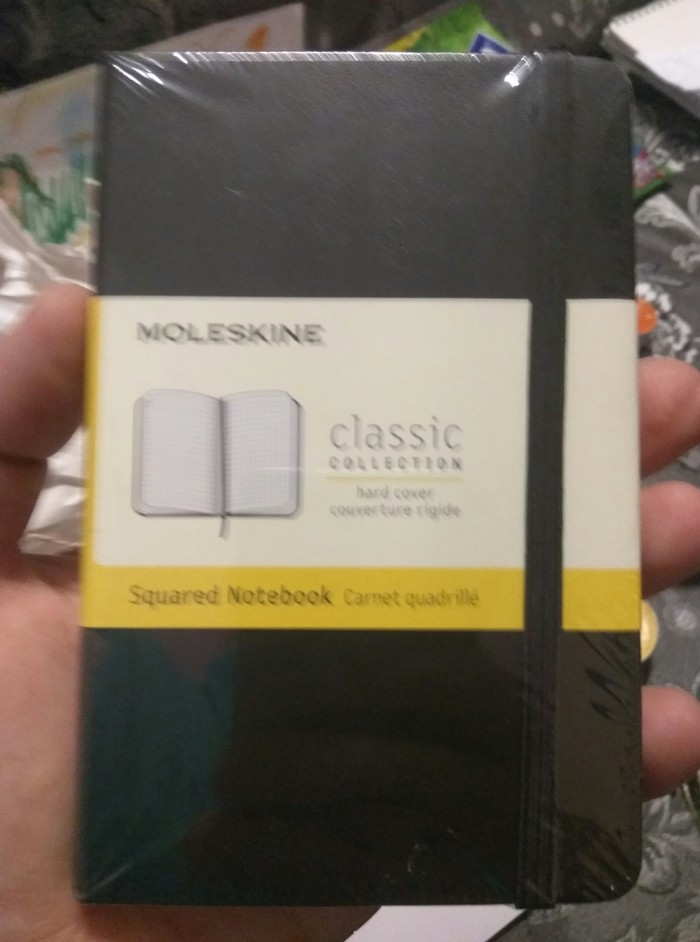 MOLESKINE
classic
COLLECTION
hard cover
couverture rigide
Squared Notebook Carnet quadrillé